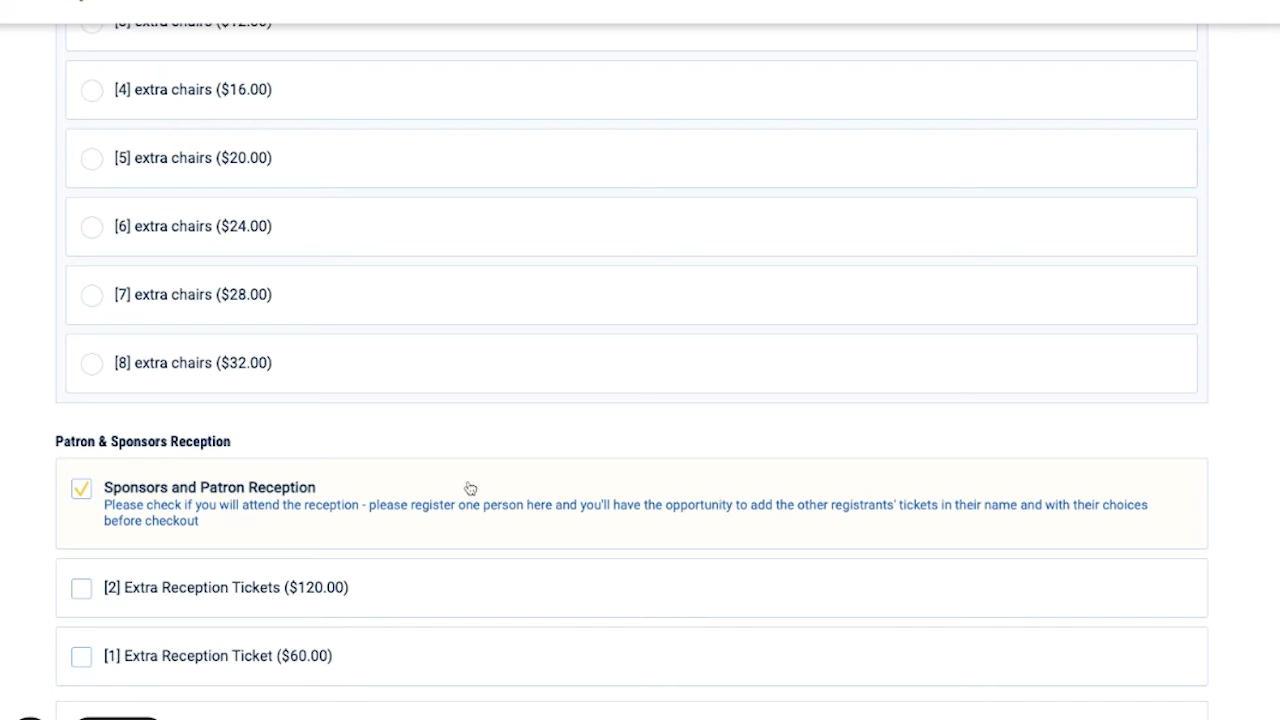 [4] extra chairs ($16.00)
[5] extra chairs ($20.00)
[6] extra chairs ($24.00)
[7] extra chairs ($28.00)
[8] extra chairs ($32.00)
Patron & Sponsors Reception
Sponsors and Patron Reception
Please check if you will attend the reception - please register one person here and you'll have the opportunity to add the other registrants' tickets in their name and with their choices
before checkout
[2] Extra Reception Tickets ($120.00)
[1] Extra Reception Ticket ($60.00)